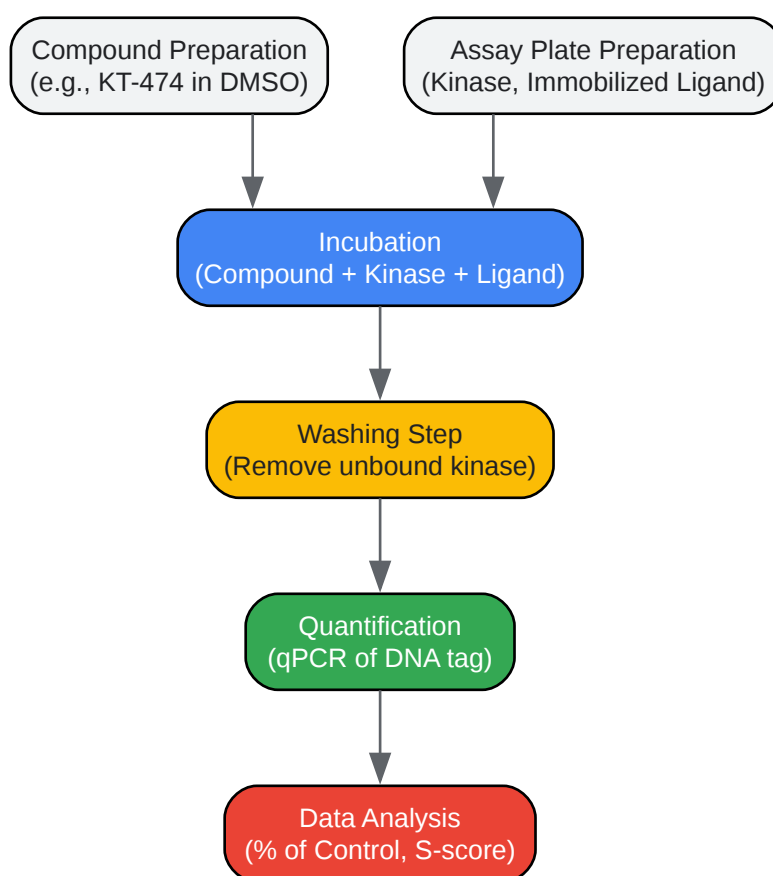 Compound Preparation
(e.g., KT-474 in DMSO)
Assay Plate Preparation
(Kinase, Immobilized Ligand)
Incubation
(Compound + Kinase + Ligand)
Washing Step
(Remove unbound kinase)
Quantification
(qPCR of DNA tag)
Data Analysis
(% of Control, S-score)